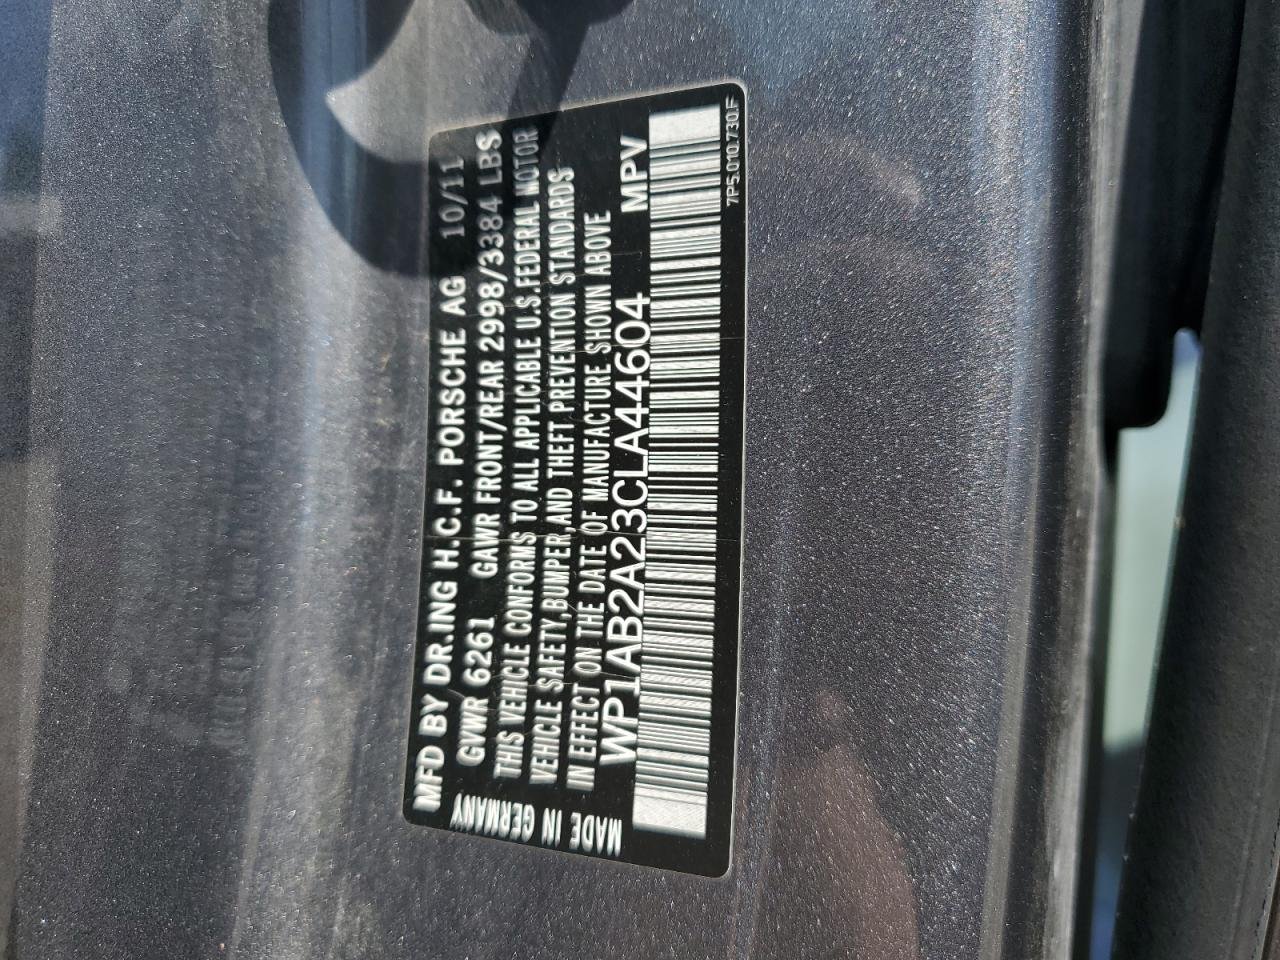 MFD BY DR.ING H.C.F. PORSCHE AG 10/11
GVWR 6261 GAWR FRONT/REAR 2998/3384 LBS
THIS VEHICLE CONFORMS TO ALL APPLICABLE U.S.FEDERAL MOTOR
VEHICLE SAFETY,BUMPER,AND THEFT PREVENTION STANDARDS
IN EFFECT ON THE DATE OF MANUFACTURE SHOWN ABOVE
WP1AB2A23CLA44604 MPV
MADE IN GERMANY
7P5.010.730.F